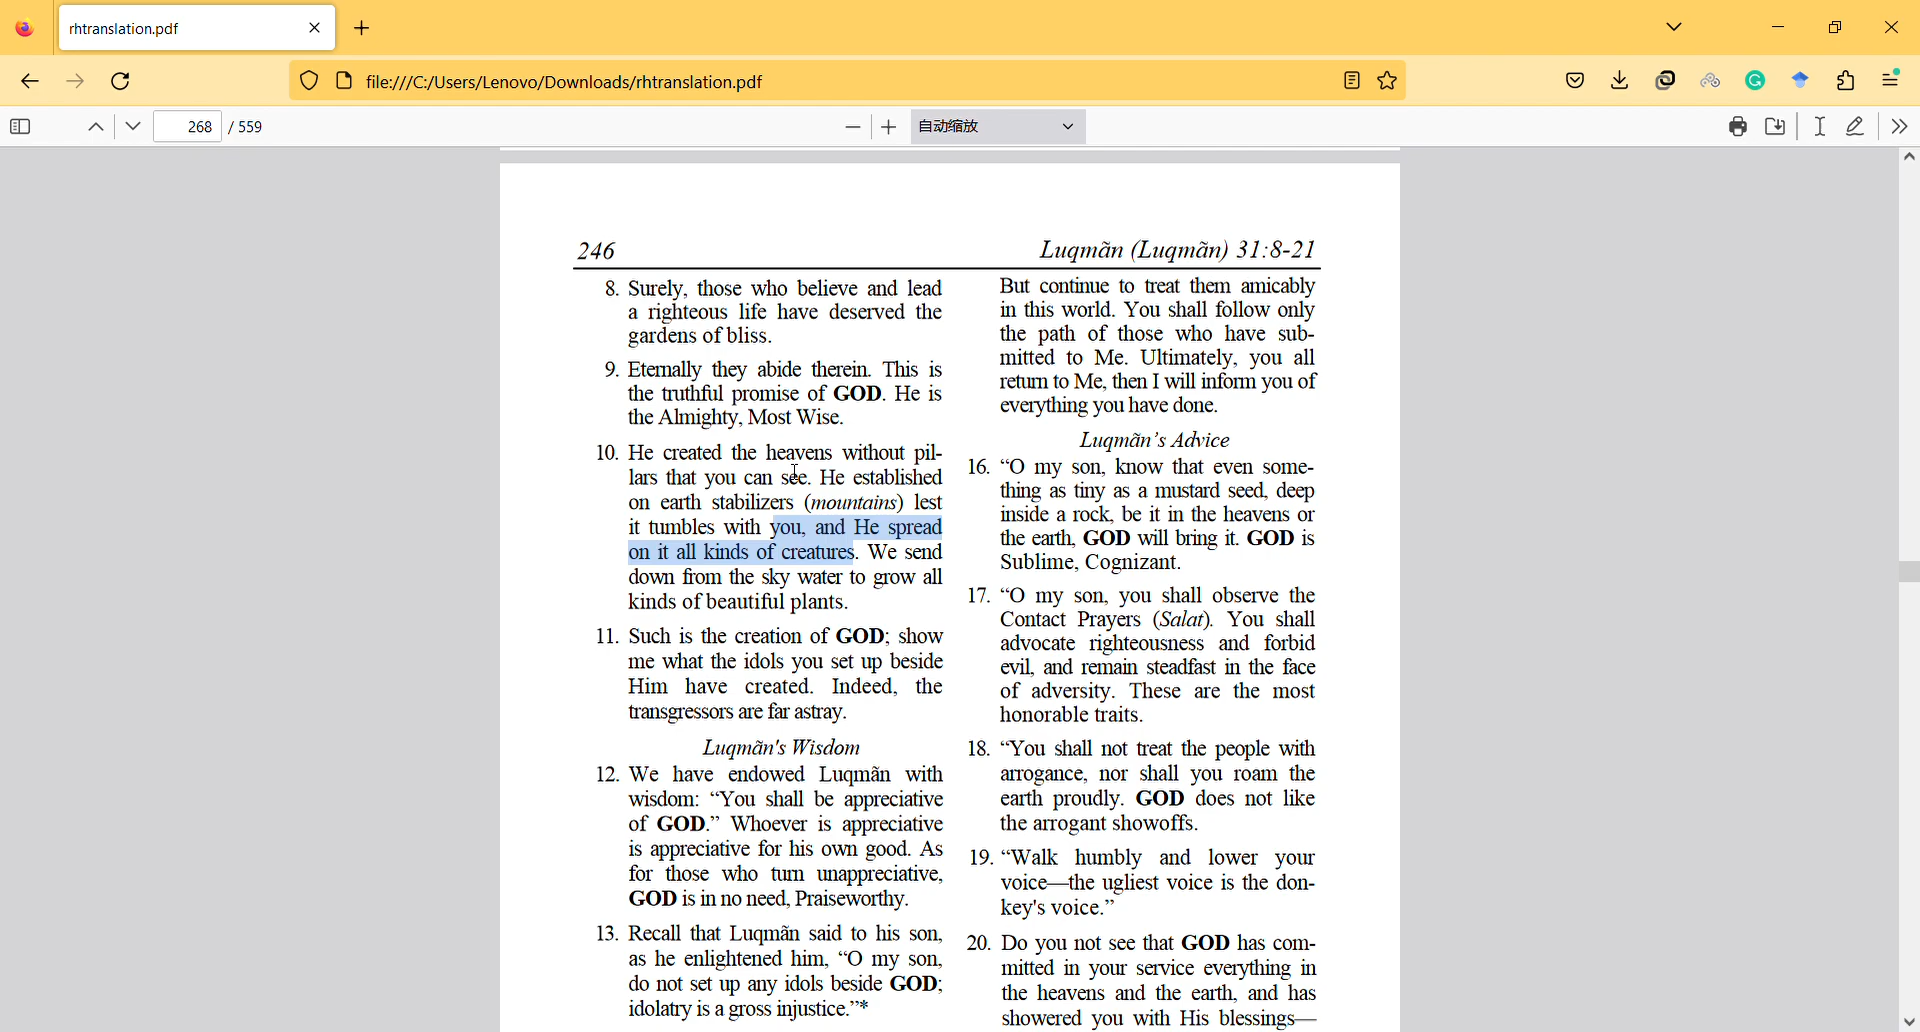 rhtranslation.pdf
file:///C:/Users/Lenovo/Downloads/rhtranslation.pdf
268 / 559
自动缩放
246
Luqmãn (Luqmãn) 31:8-21
8. Surely, those who believe and lead
a righteous life have deserved the
gardens of bliss.
9. Eternally they abide therein. This is
the truthful promise of GOD. He is
the Almighty, Most Wise.
10. He created the heavens without pil-
lars that you can see. He established
on earth stabilizers (mountains) lest
it tumbles with you, and He spread
on it all kinds of creatures. We send
down from the sky water to grow all
kinds of beautiful plants.
11. Such is the creation of GOD; show
me what the idols you set up beside
Him have created. Indeed, the
transgressors are far astray.
Luqmãn's Wisdom
12. We have endowed Luqmãn with
wisdom: “You shall be appreciative
of GOD.” Whoever is appreciative
is appreciative for his own good. As
for those who turn unappreciative,
GOD is in no need, Praiseworthy.
13. Recall that Luqmãn said to his son,
as he enlightened him, “O my son,
do not set up any idols beside GOD;
idolatry is a gross injustice.”*
But continue to treat them amicably
in this world. You shall follow only
the path of those who have sub-
mitted to Me. Ultimately, you all
return to Me, then I will inform you of
everything you have done.
Luqmãn’s Advice
16. “O my son, know that even some-
thing as tiny as a mustard seed, deep
inside a rock, be it in the heavens or
the earth, GOD will bring it. GOD is
Sublime, Cognizant.
17. “O my son, you shall observe the
Contact Prayers (Salat). You shall
advocate righteousness and forbid
evil, and remain steadfast in the face
of adversity. These are the most
honorable traits.
18. “You shall not treat the people with
arrogance, nor shall you roam the
earth proudly. GOD does not like
the arrogant showoffs.
19. “Walk humbly and lower your
voice—the ugliest voice is the don-
key's voice.”
20. Do you not see that GOD has com-
mitted in your service everything in
the heavens and the earth, and has
showered you with His blessings—